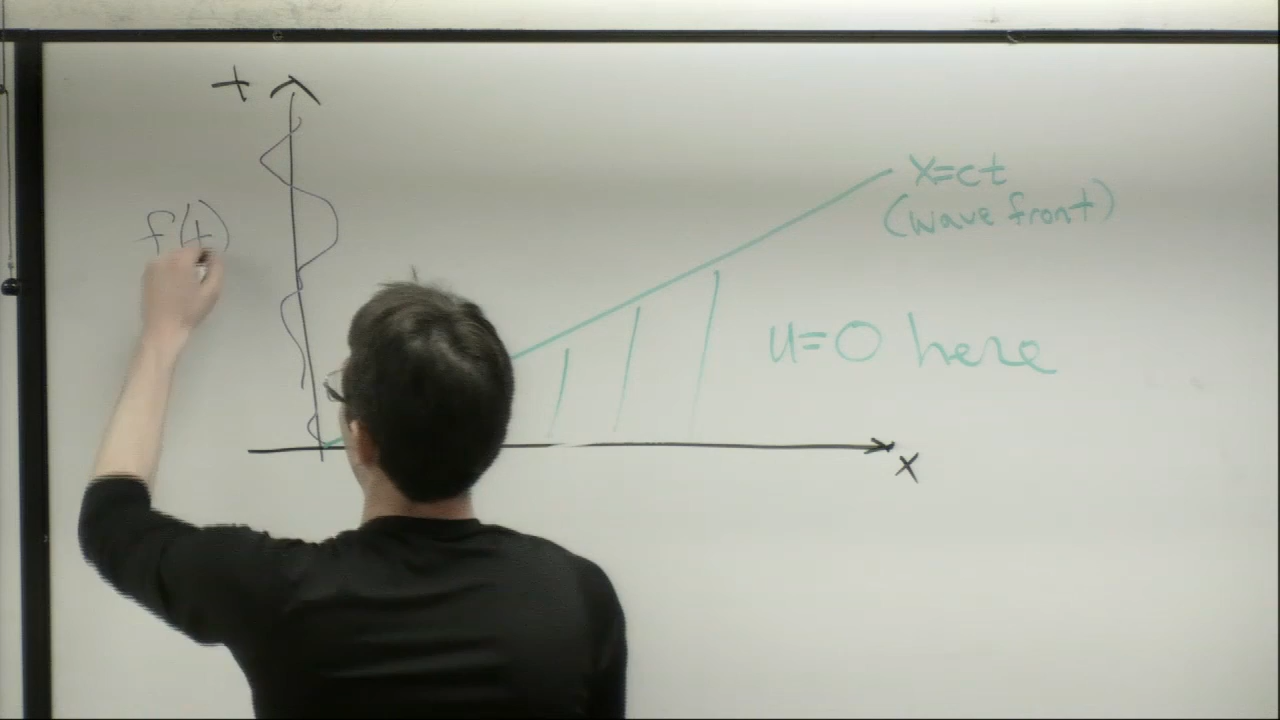 t
f(t)
x=ct
(wave front)
u=0 here
x